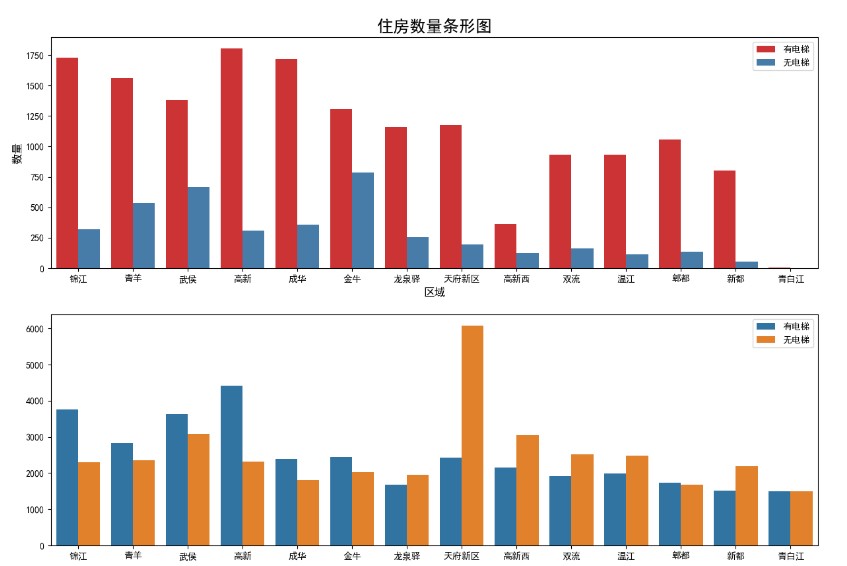 住房数量条形图
有电梯
无电梯
数量
1750
1500
1250
1000
750
500
250
0
锦江 青羊 武侯 高新 成华 金牛 龙泉驿 天府新区 高新西 双流 温江 郫都 新都 青白江
区域
有电梯
无电梯
6000
5000
4000
3000
2000
1000
0
锦江 青羊 武侯 高新 成华 金牛 龙泉驿 天府新区 高新西 双流 温江 郫都 新都 青白江